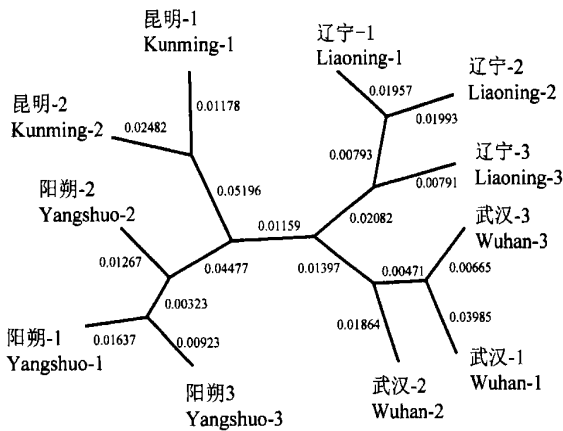 昆明-1
Kunming-1
辽宁-1
Liaoning-1
辽宁-2
Liaoning-2
昆明-2
Kunming-2
0.01178
0.01957
0.01993
0.02482
辽宁-3
Liaoning-3
0.00793
0.00791
阳朔-2
Yangshuo-2
0.05196
0.02082
武汉-3
Wuhan-3
0.01159
0.01267
0.04477
0.01397
0.00471
0.00665
0.00323
0.01864
0.03985
阳朔-1
Yangshuo-1
0.01637
0.00923
武汉-1
Wuhan-1
阳朔3
Yangshuo-3
武汉-2
Wuhan-2